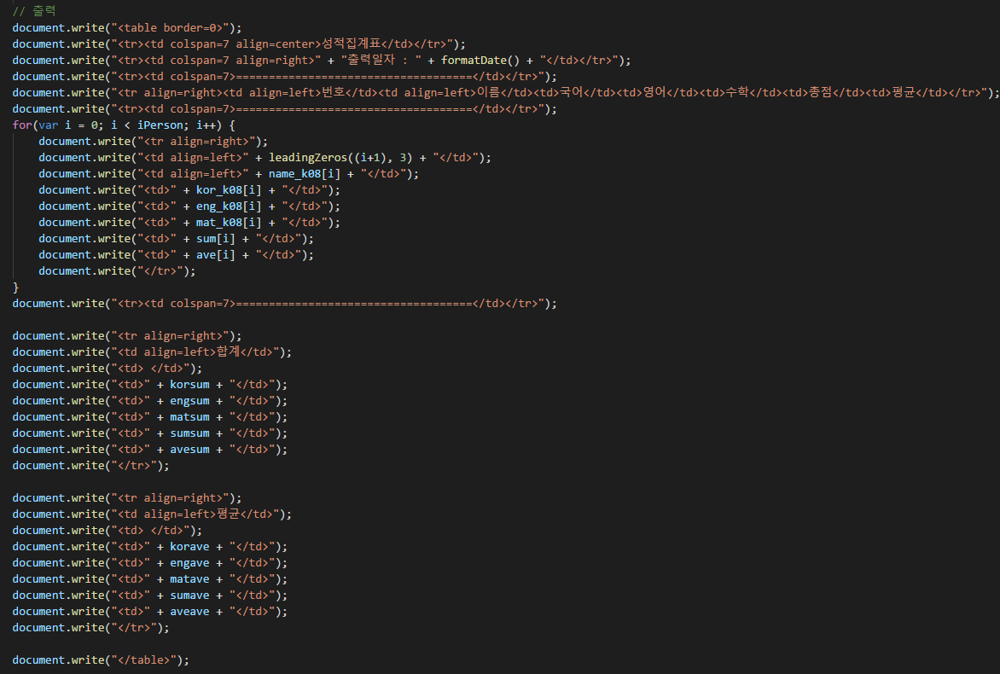 // 출력
document.write("<table border=0>");
document.write("<tr><td colspan=7 align=center>성적집계표</td></tr>");
document.write("<tr><td colspan=7 align=right>" + "출력일자 : " + formatDate() + "</td></tr>");
document.write("<tr><td colspan=7>====================================</td></tr>");
document.write("<tr align=right><td align=left>번호</td><td align=left>이름</td><td>국어</td><td>영어</td><td>수학</td><td>총점</td><td>평균</td></tr>");
document.write("<tr><td colspan=7>====================================</td></tr>");
for(var i = 0; i < iPerson; i++) {
    document.write("<tr align=right>");
    document.write("<td align=left>" + leadingZeros((i+1), 3) + "</td>");
    document.write("<td align=left>" + name_k08[i] + "</td>");
    document.write("<td>" + kor_k08[i] + "</td>");
    document.write("<td>" + eng_k08[i] + "</td>");
    document.write("<td>" + mat_k08[i] + "</td>");
    document.write("<td>" + sum[i] + "</td>");
    document.write("<td>" + ave[i] + "</td>");
    document.write("</tr>");
}
document.write("<tr><td colspan=7>====================================</td></tr>");

document.write("<tr align=right>");
document.write("<td align=left>합계</td>");
document.write("<td> </td>");
document.write("<td>" + korsum + "</td>");
document.write("<td>" + engsum + "</td>");
document.write("<td>" + matsum + "</td>");
document.write("<td>" + sumsum + "</td>");
document.write("<td>" + avesum + "</td>");
document.write("</tr>");

document.write("<tr align=right>");
document.write("<td align=left>평균</td>");
document.write("<td> </td>");
document.write("<td>" + korave + "</td>");
document.write("<td>" + engave + "</td>");
document.write("<td>" + matave + "</td>");
document.write("<td>" + sumave + "</td>");
document.write("<td>" + aveave + "</td>");
document.write("</tr>");

document.write("</table>");